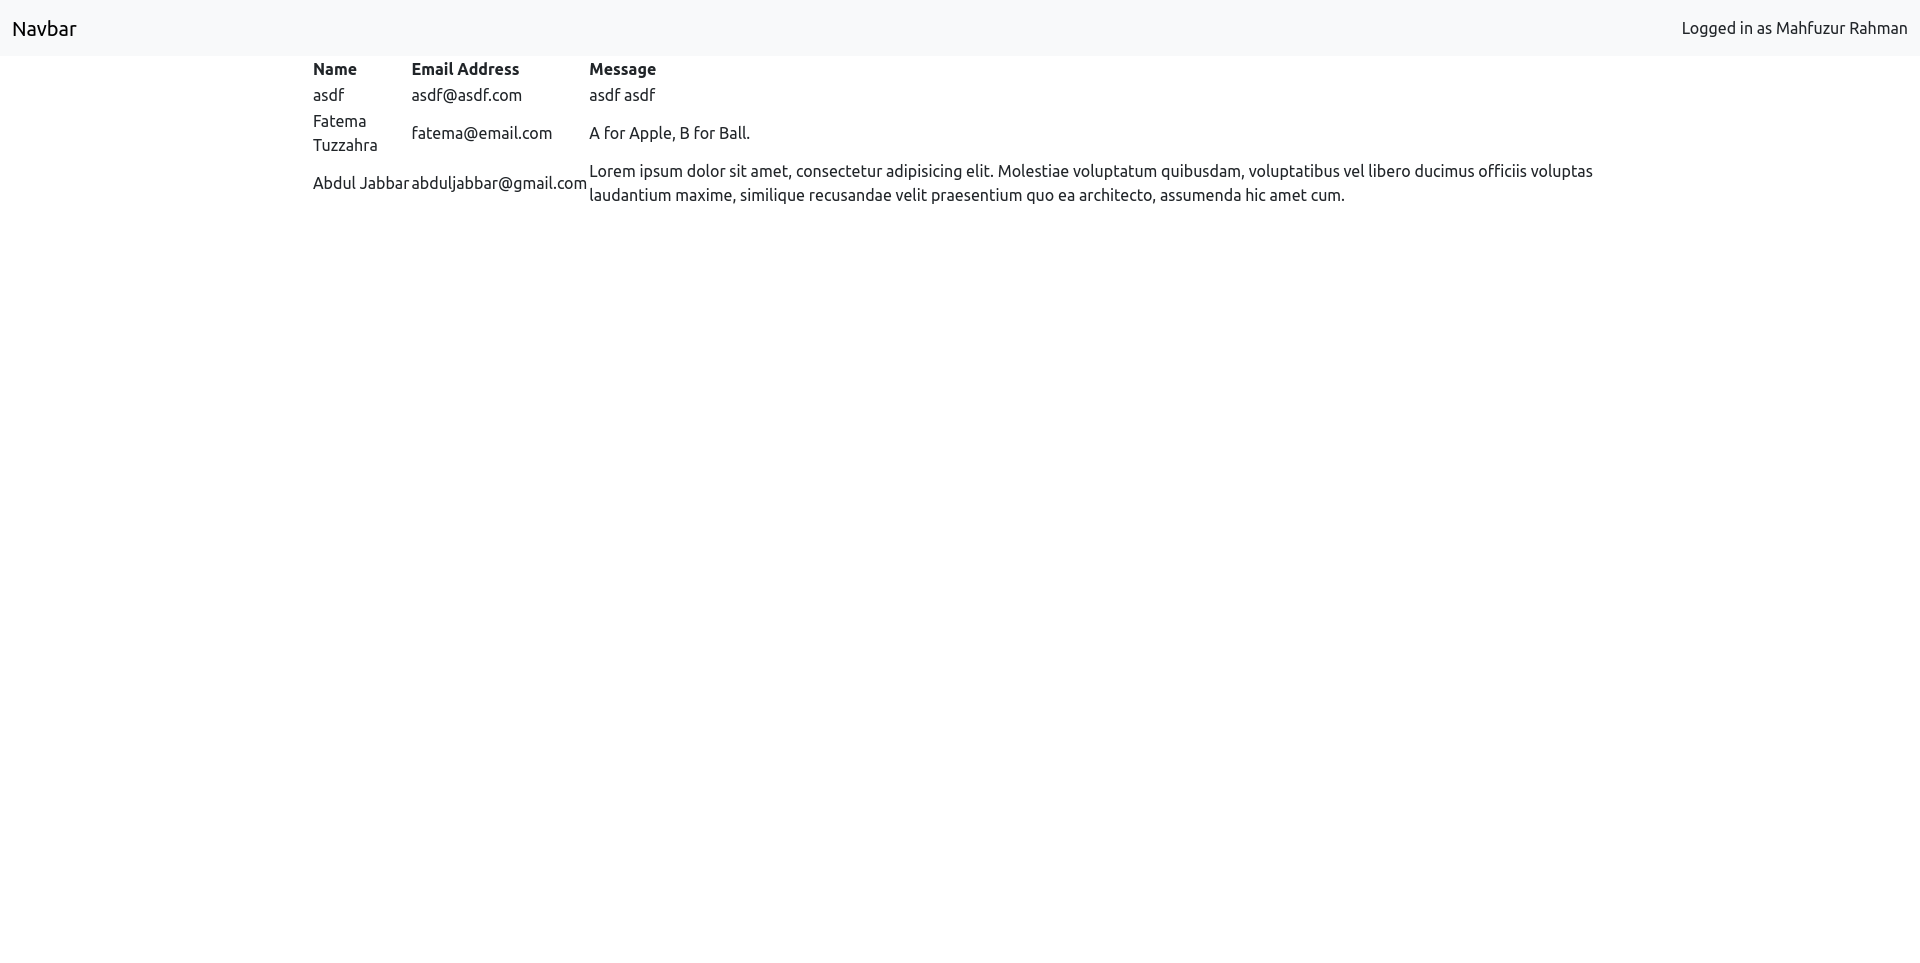 Navbar
Logged in as Mahfuzur Rahman
Name Email Address Message
asdf asdf@asdf.com asdf asdf
Fatema
Tuzzahra
fatema@email.com A for Apple, B for Ball.
Abdul Jabbar abduljabbar@gmail.com
Lorem ipsum dolor sit amet, consectetur adipisicing elit. Molestiae voluptatum quibusdam, voluptatibus vel libero ducimus officiis voluptas
laudantium maxime, similique recusandae velit praesentium quo ea architecto, assumenda hic amet cum.